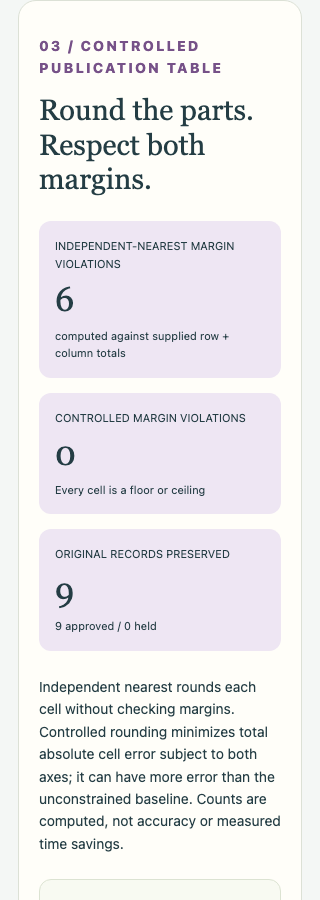 03 / CONTROLLED
PUBLICATION TABLE
Round the parts.
Respect both
margins.
INDEPENDENT-NEAREST MARGIN
VIOLATIONS
6
computed against supplied row +
column totals
CONTROLLED MARGIN VIOLATIONS
0
Every cell is a floor or ceiling
ORIGINAL RECORDS PRESERVED
9
9 approved / 0 held
Independent nearest rounds each
cell without checking margins.
Controlled rounding minimizes total
absolute cell error subject to both
axes; it can have more error than the
unconstrained baseline. Counts are
computed, not accuracy or measured
time savings.